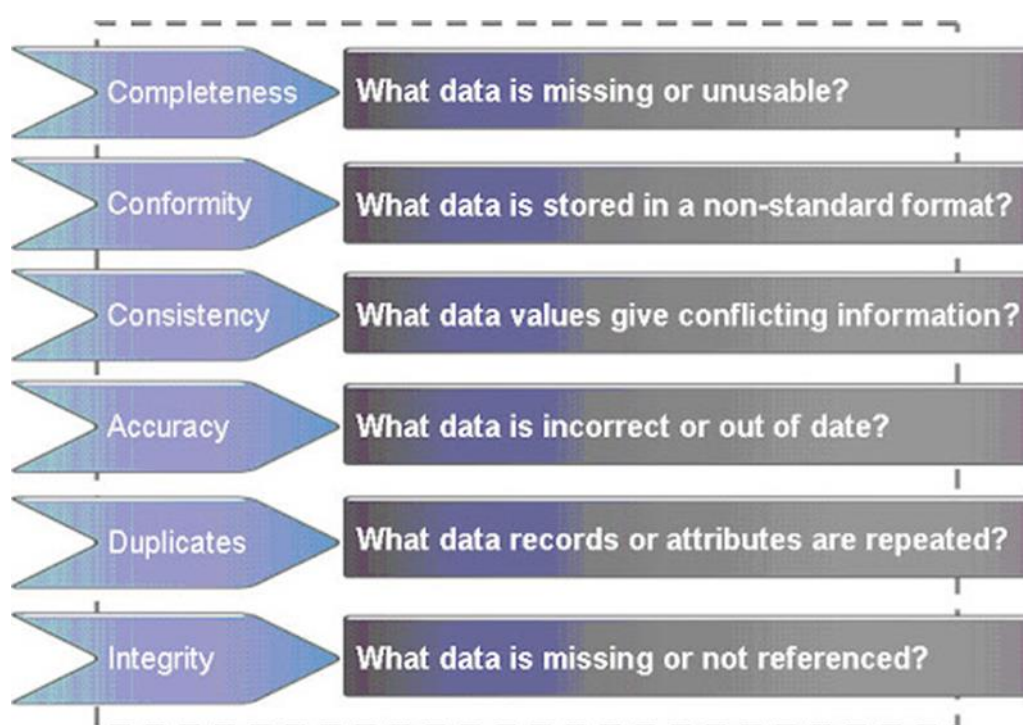 Completeness What data is missing or unusable?
Conformity What data is stored in a non-standard format?
Consistency What data values give conflicting information?
Accuracy What data is incorrect or out of date?
Duplicates What data records or attributes are repeated?
Integrity What data is missing or not referenced?